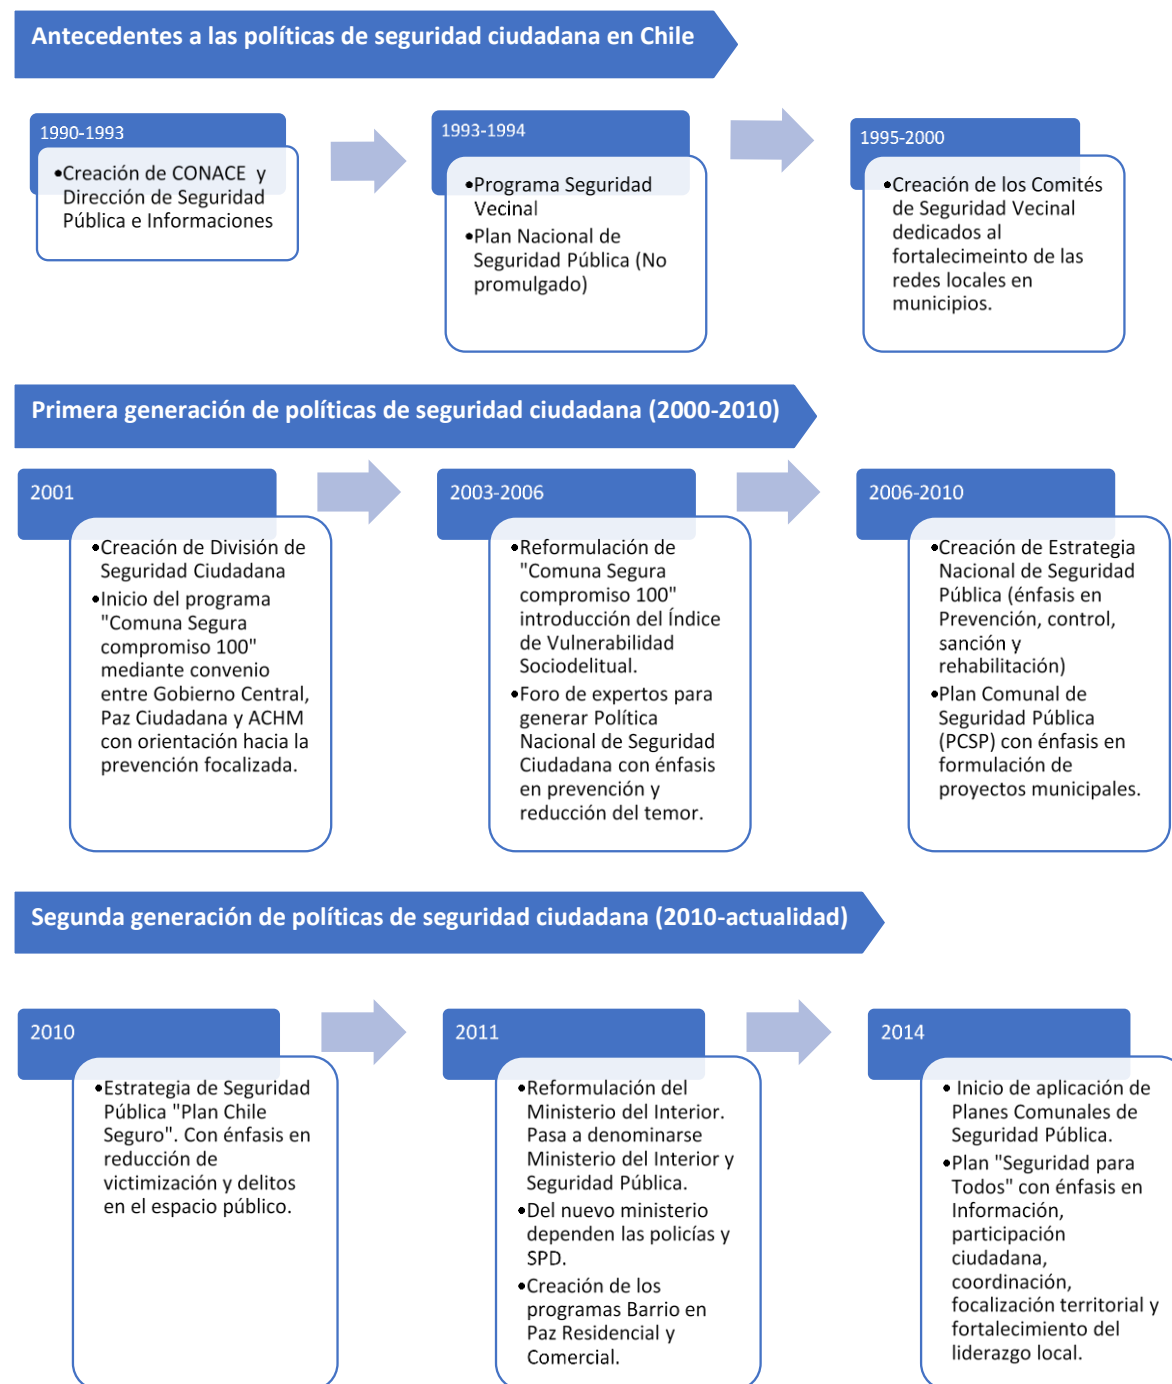 Antecedentes a las políticas de seguridad ciudadana en Chile
1990-1993
•Creación de CONACE y
Dirección de Seguridad
Pública e Informaciones
1993-1994
•Programa Seguridad
Vecinal
•Plan Nacional de
Seguridad Pública (No
promulgado)
1995-2000
•Creación de los Comités
de Seguridad Vecinal
dedicados al
fortalecimeinto de las
redes locales en
municipios.
Primera generación de políticas de seguridad ciudadana (2000-2010)
2001
•Creación de División de
Seguridad Ciudadana
•Inicio del programa
"Comuna Segura
compromiso 100"
mediante convenio
entre Gobierno Central,
Paz Ciudadana y ACHM
con orientación hacia la
prevención focalizada.
2003-2006
•Reformulación de
"Comuna Segura
compromiso 100"
introducción del Índice
de Vulnerabilidad
Sociodelitual.
•Foro de expertos para
generar Política
Nacional de Seguridad
Ciudadana con énfasis
en prevención y
reducción del temor.
2006-2010
•Creación de Estrategia
Nacional de Seguridad
Pública (énfasis en
Prevención, control,
sanción y
rehabilitación)
•Plan Comunal de
Seguridad Pública
(PCSP) con énfasis en
formulación de
proyectos municipales.
Segunda generación de políticas de seguridad ciudadana (2010-actualidad)
2010
•Estrategia de Seguridad
Pública "Plan Chile
Seguro". Con énfasis en
reducción de
victimización y delitos
en el espacio público.
2011
•Reformulación del
Ministerio del Interior.
Pasa a denominarse
Ministerio del Interior y
Seguridad Pública.
•Del nuevo ministerio
dependen las policías y
SPD.
•Creación de los
programas Barrio en
Paz Residencial y
Comercial.
2014
• Inicio de aplicación de
Planes Comunales de
Seguridad Pública.
•Plan "Seguridad para
Todos" con énfasis en
Información,
participación
ciudadana,
coordinación,
focalización territorial y
fortalecimiento del
liderazgo local.